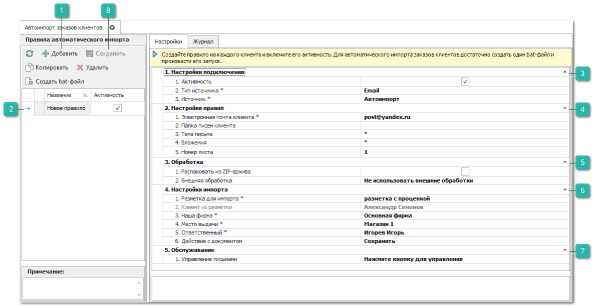 1
8
Автоимпорт заказов клиентов
Правила автоматического импорта
Добавить
Сохранить
Копировать
Удалить
Создать bat-файл
Название
Активность
2
Новое правило
Примечание:
Настройки
Журнал
Создайте правило на каждого клиента и включите его активность. Для автоматического импорта заказов клиентов достаточно создать один bat-файл и
произвести его запуск.
1. Настройки подключения
3
1. Активность
2. Тип источника * Email
3. Источник * Автоимпорт
2. Настройки правил
4
1. Электронная почта клиента * post@yandex.ru
2. Папка писем клиента
3. Тема письма *
4. Вложения *
5. Номер листа 1
3. Обработка
5
1. Распаковать из ZIP-архива
2. Внешняя обработка Не использовать внешние обработки
4. Настройки импорта
6
1. Разметка для импорта * разметка с проценкой
2. Клиент из разметки Александр Семенов
3. Наша фирма * Основная фирма
4. Место выдачи * Магазин 1
5. Ответственный * Игорев Игорь
6. Действие с документом Сохранять
5. Обслуживание
7
1. Управление письмами Нажмите кнопку для управления